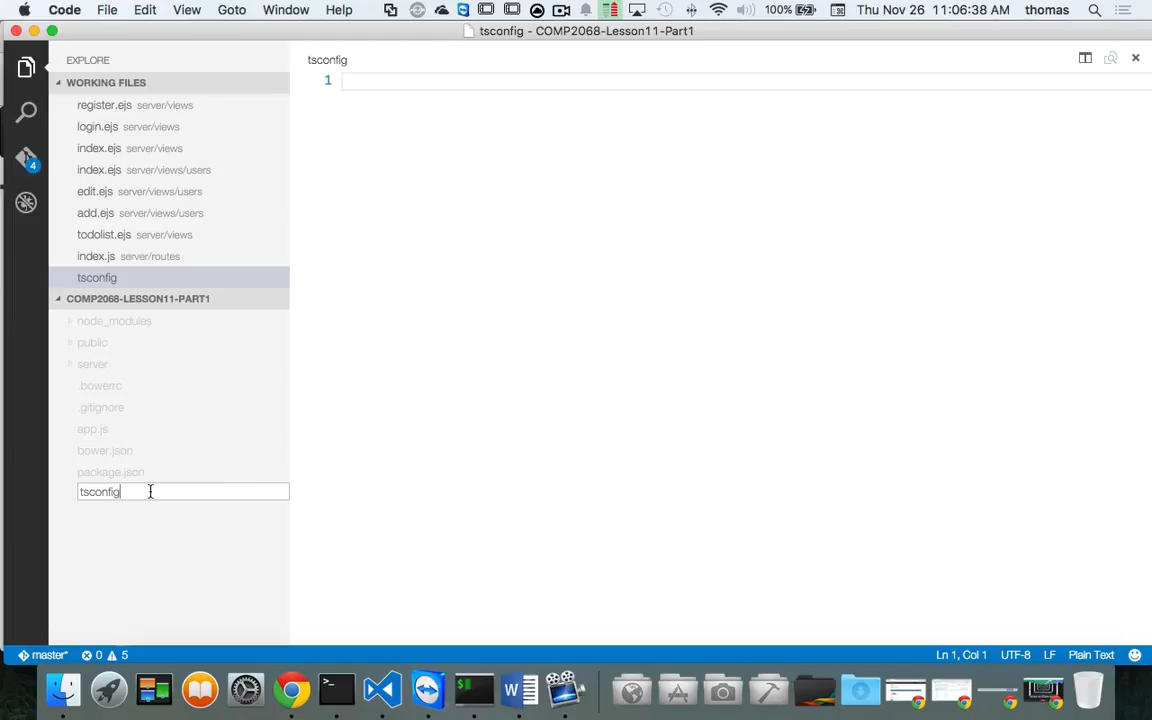 Code File Edit View Goto Window Help 100% Thu Nov 26 11:06:38 AM thomas
tsconfig - COMP2068-Lesson11-Part1
EXPLORE
tsconfig
WORKING FILES
1
register.ejs server/views
login.ejs server/views
index.ejs server/views
4
index.ejs server/views/users
edit.ejs server/views/users
add.ejs server/views/users
todolist.ejs server/views
index.js server/routes
tsconfig
COMP2068-LESSON11-PART1
node_modules
public
server
.bowerrc
.gitignore
app.js
bower.json
package.json
tsconfig
master* 0 5 Ln 1, Col 1 UTF-8 LF Plain Text